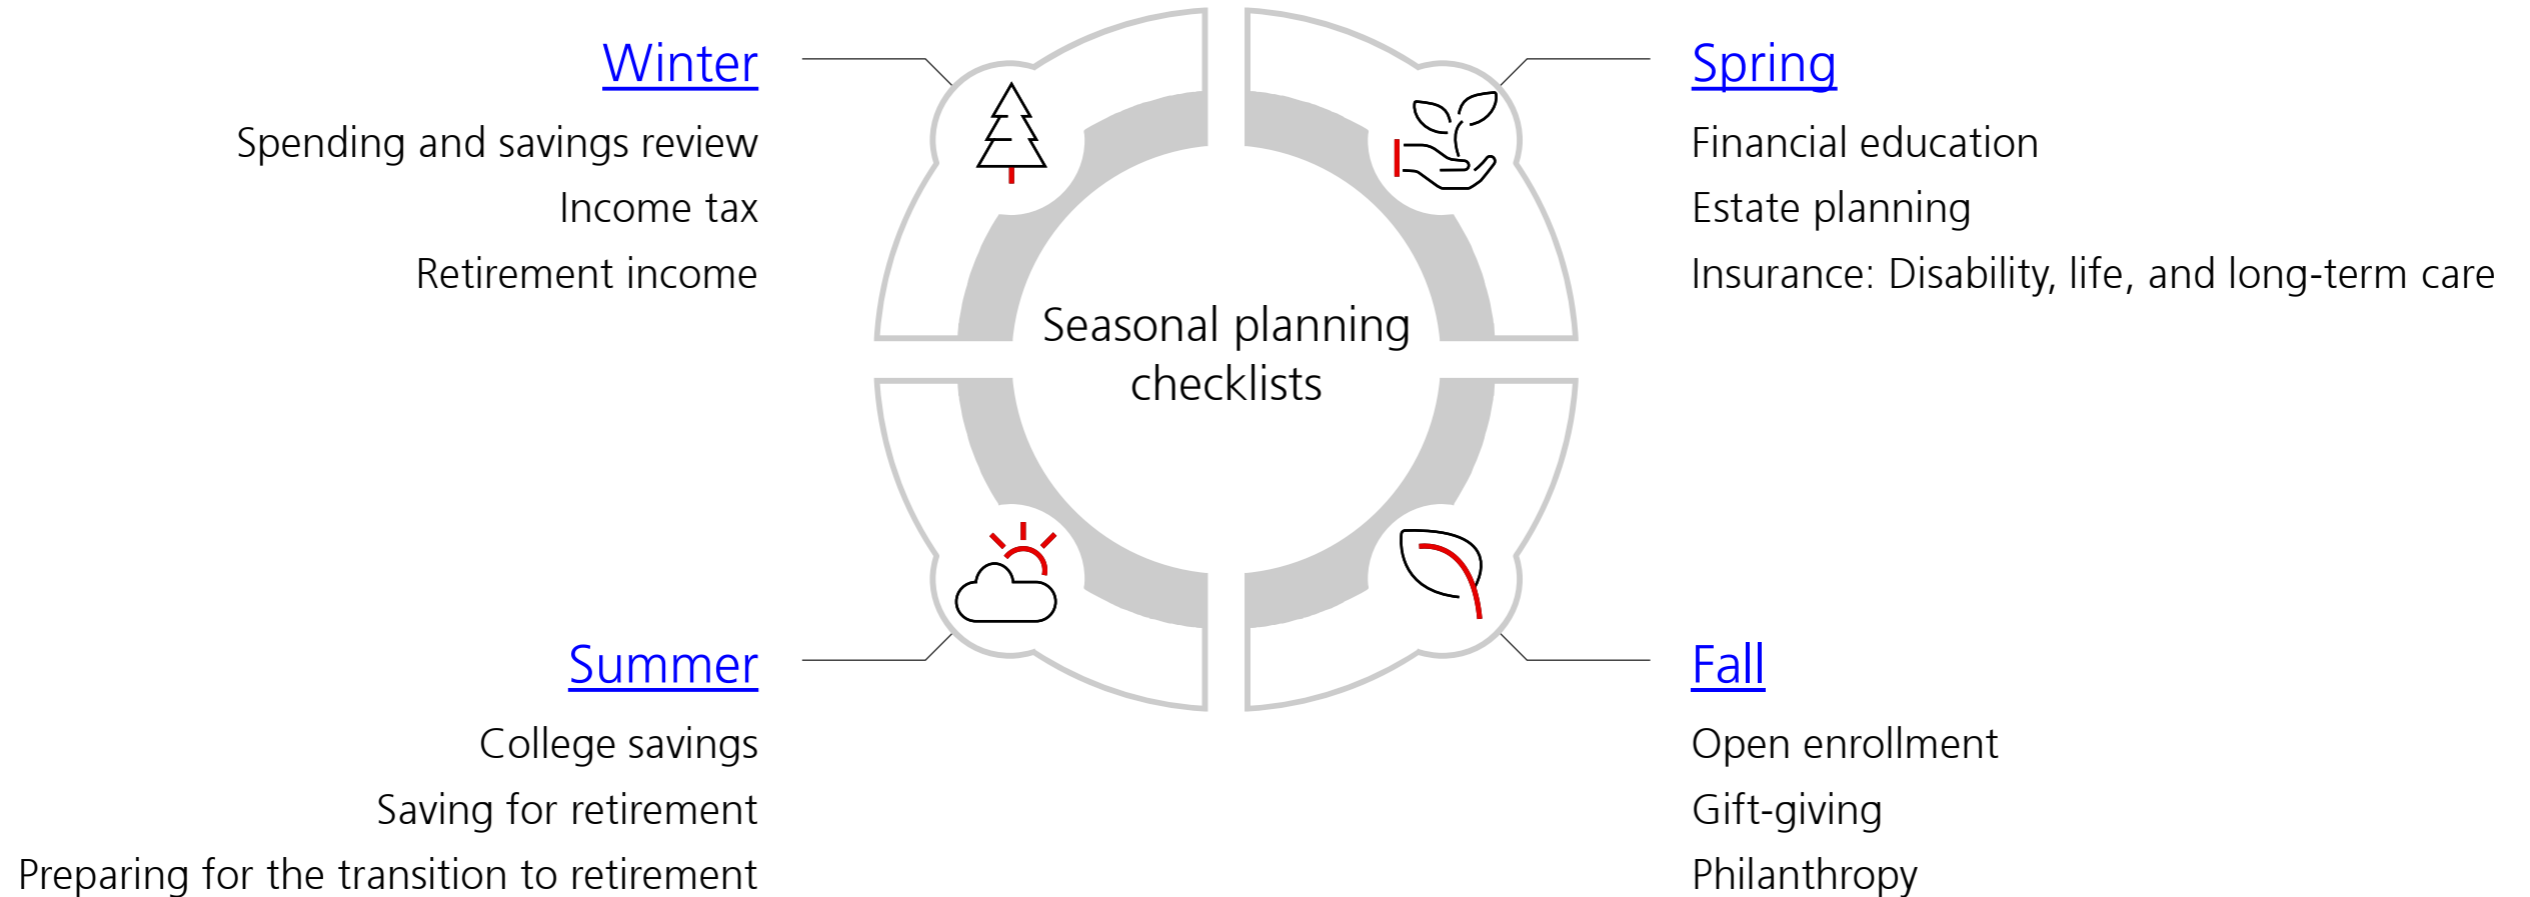 Winter
Spending and savings review
Income tax
Retirement income
Spring
Financial education
Estate planning
Insurance: Disability, life, and long-term care
Seasonal planning
checklists
Summer
College savings
Saving for retirement
Preparing for the transition to retirement
Fall
Open enrollment
Gift-giving
Philanthropy